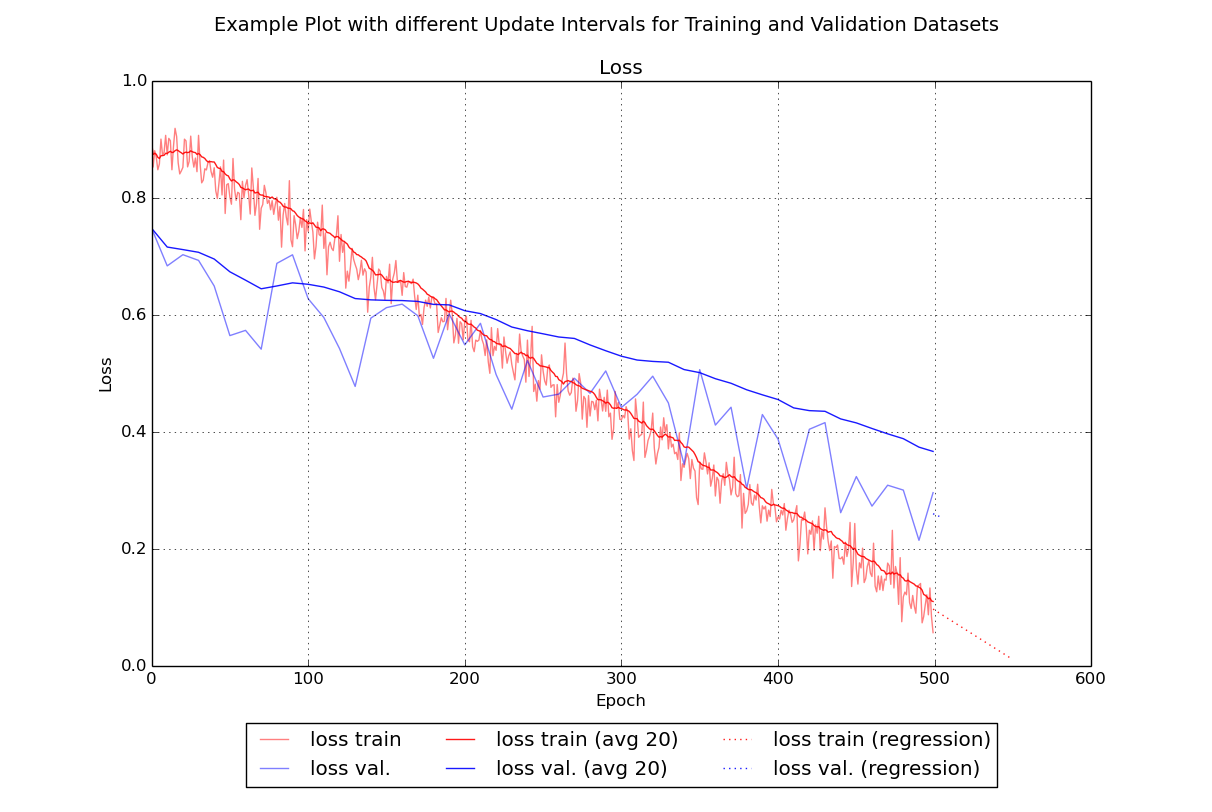 Example Plot with different Update Intervals for Training and Validation Datasets
Loss
1.0
0.8
0.6
0.4
0.2
0.0
Loss
0 100 200 300 400 500 600
Epoch
loss train loss train (avg 20) loss train (regression)
loss val. loss val. (avg 20) loss val. (regression)